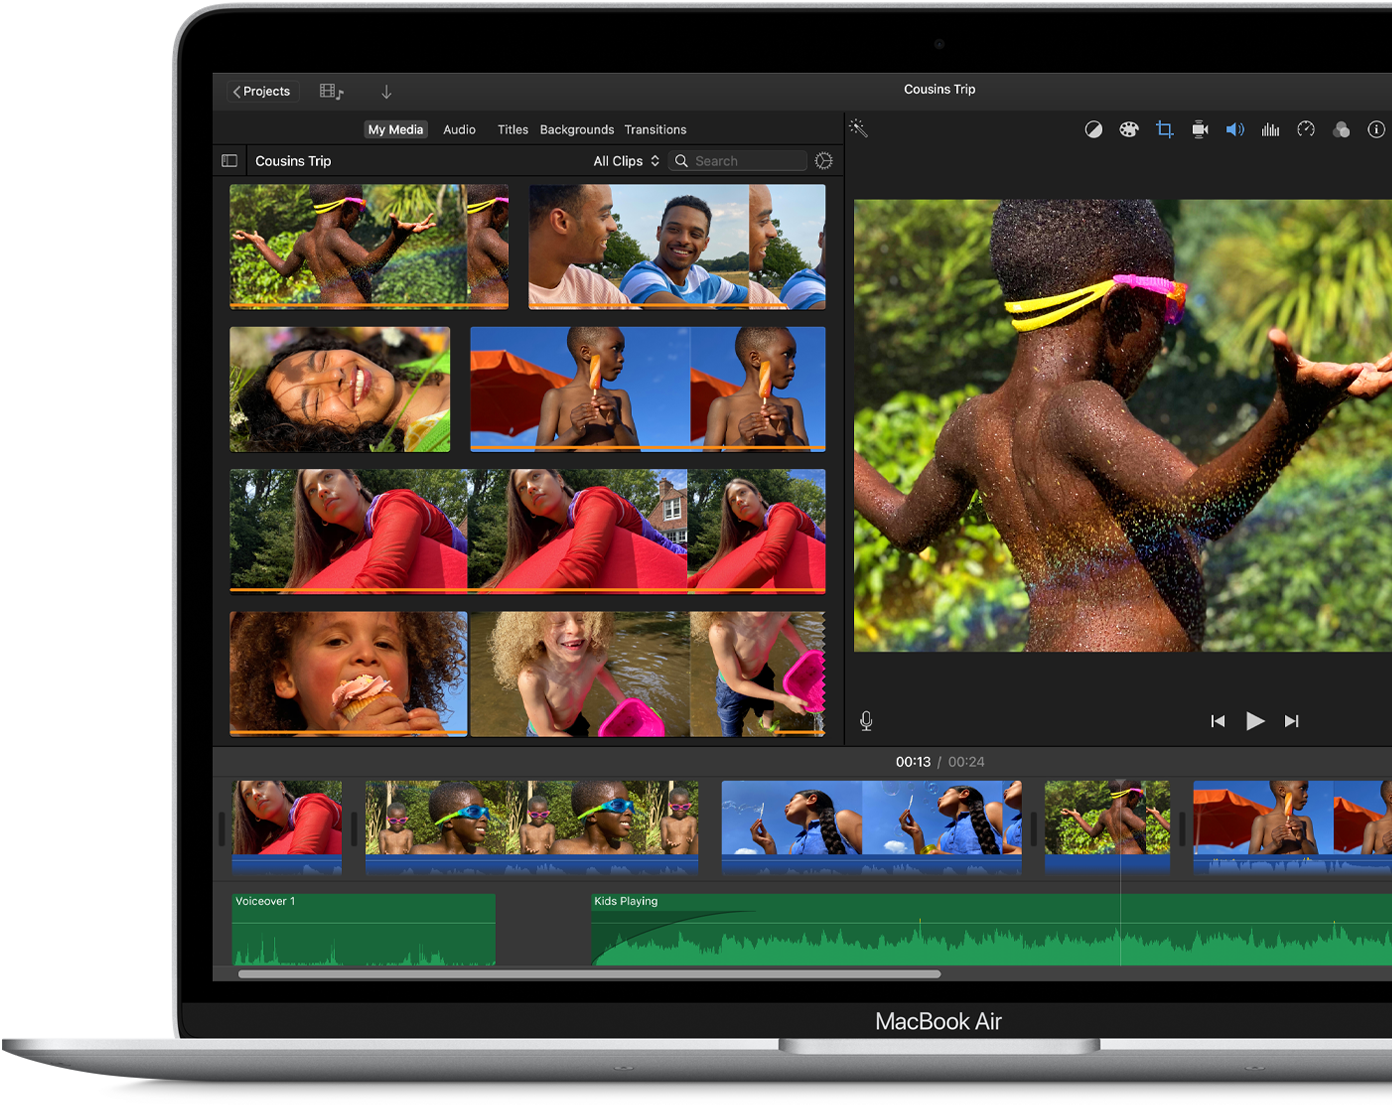 Projects
Cousins Trip
My Media Audio Titles Backgrounds Transitions
Cousins Trip All Clips Search
00:13 / 00:24
Voiceover 1 Kids Playing
MacBook Air